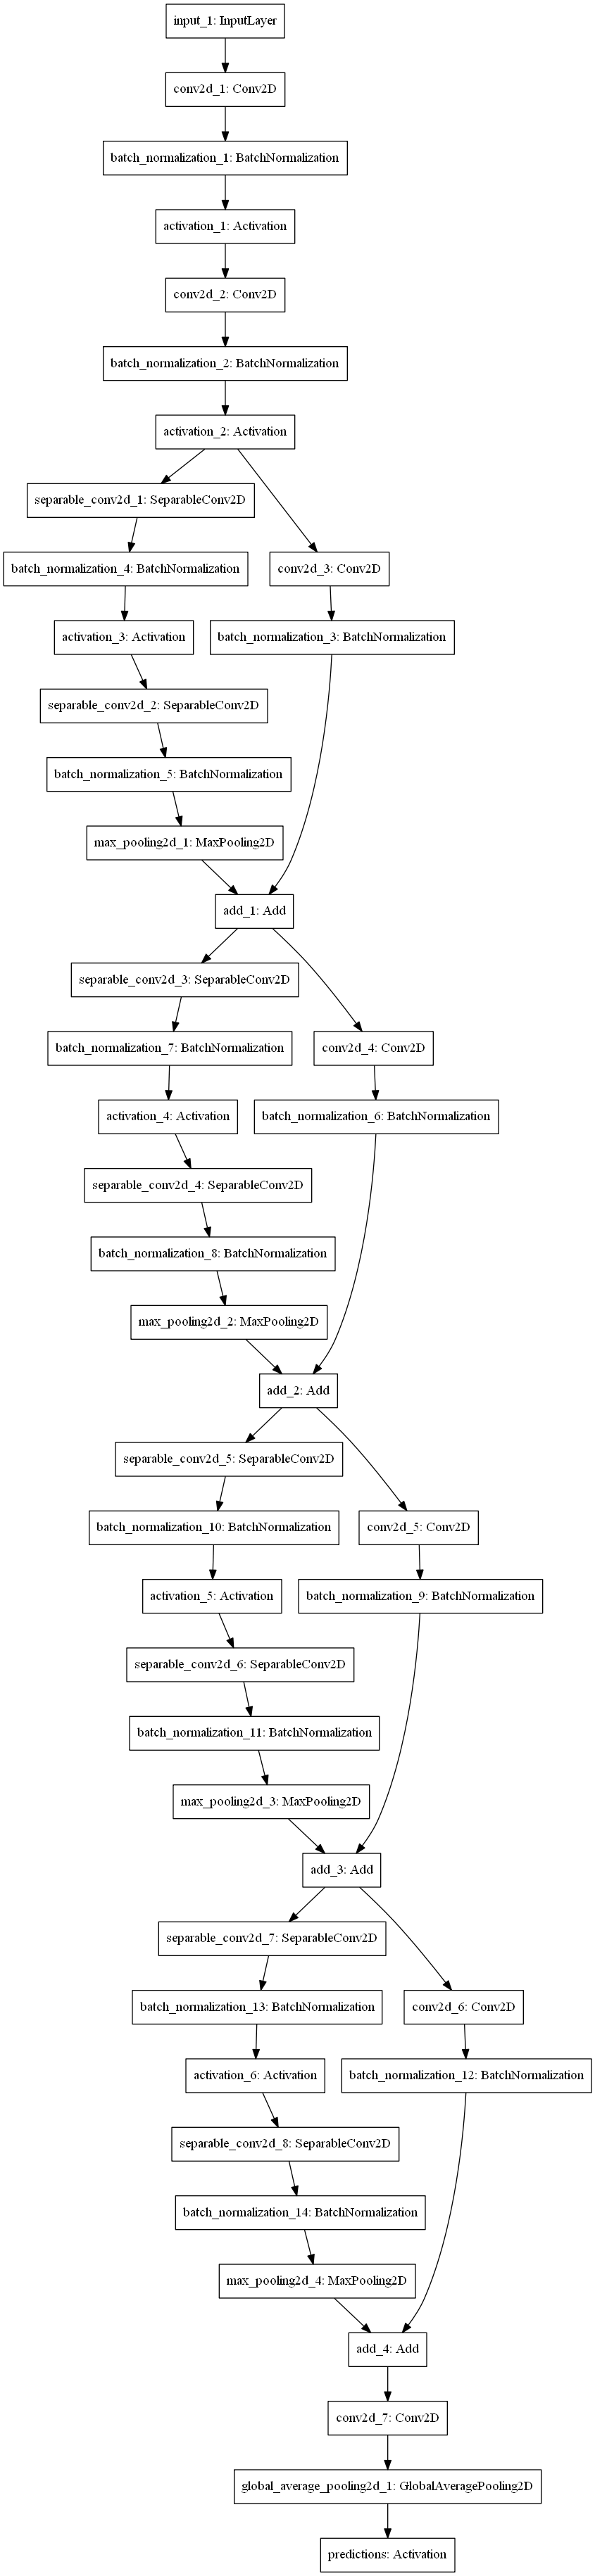 input_1: InputLayer
conv2d_1: Conv2D
batch_normalization_1: BatchNormalization
activation_1: Activation
conv2d_2: Conv2D
batch_normalization_2: BatchNormalization
activation_2: Activation
separable_conv2d_1: SeparableConv2D
batch_normalization_4: BatchNormalization
conv2d_3: Conv2D
activation_3: Activation
batch_normalization_3: BatchNormalization
separable_conv2d_2: SeparableConv2D
batch_normalization_5: BatchNormalization
max_pooling2d_1: MaxPooling2D
add_1: Add
separable_conv2d_3: SeparableConv2D
batch_normalization_7: BatchNormalization
conv2d_4: Conv2D
activation_4: Activation
batch_normalization_6: BatchNormalization
separable_conv2d_4: SeparableConv2D
batch_normalization_8: BatchNormalization
max_pooling2d_2: MaxPooling2D
add_2: Add
separable_conv2d_5: SeparableConv2D
batch_normalization_10: BatchNormalization
conv2d_5: Conv2D
activation_5: Activation
batch_normalization_9: BatchNormalization
separable_conv2d_6: SeparableConv2D
batch_normalization_11: BatchNormalization
max_pooling2d_3: MaxPooling2D
add_3: Add
separable_conv2d_7: SeparableConv2D
batch_normalization_13: BatchNormalization
conv2d_6: Conv2D
activation_6: Activation
batch_normalization_12: BatchNormalization
separable_conv2d_8: SeparableConv2D
batch_normalization_14: BatchNormalization
max_pooling2d_4: MaxPooling2D
add_4: Add
conv2d_7: Conv2D
global_average_pooling2d_1: GlobalAveragePooling2D
predictions: Activation